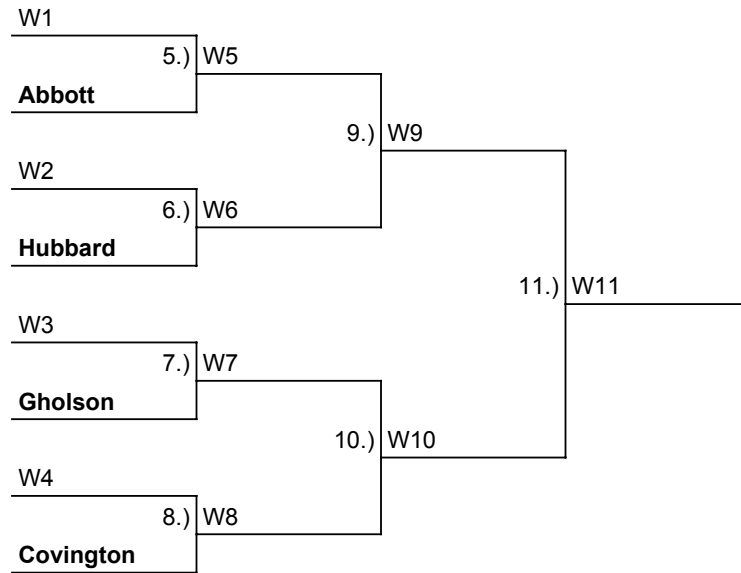 W1
5.) W5
Abbott
9.) W9
W2
6.) W6
Hubbard
11.) W11
W3
7.) W7
Gholson
10.) W10
W4
8.) W8
Covington